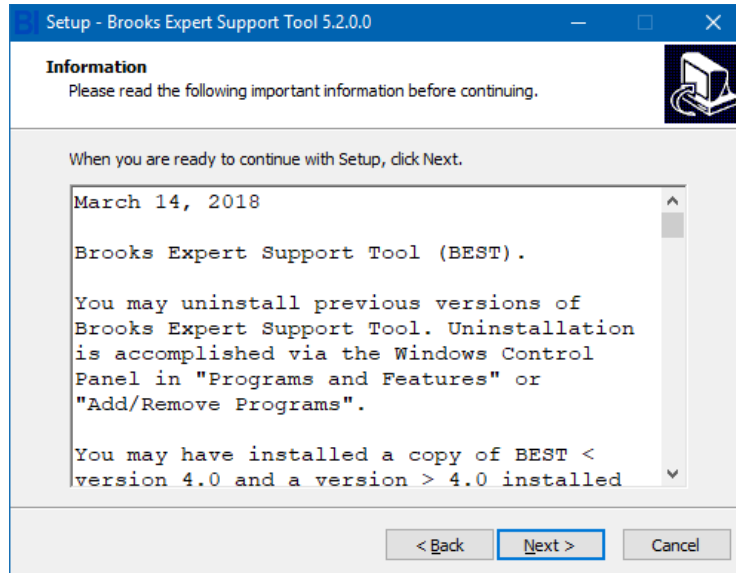 BI Setup - Brooks Expert Support Tool 5.2.0.0
Information
Please read the following important information before continuing.
When you are ready to continue with Setup, click Next.
March 14, 2018
Brooks Expert Support Tool (BEST).
You may uninstall previous versions of
Brooks Expert Support Tool. Uninstallation
is accomplished via the Windows Control
Panel in "Programs and Features" or
"Add/Remove Programs".
You may have installed a copy of BEST <
version 4.0 and a version > 4.0 installed
< Back Next > Cancel